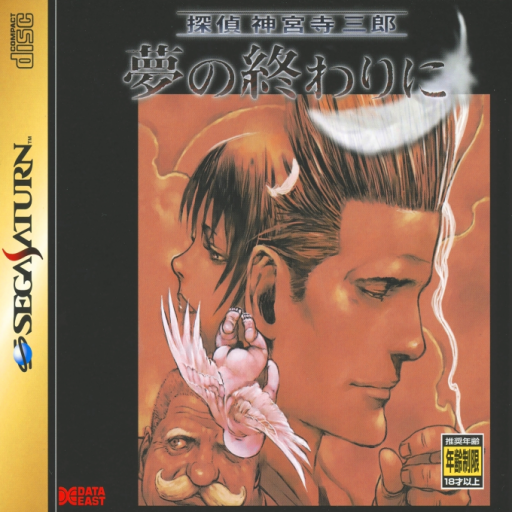 COMPACT
disc
SEGA SATURN™
探偵 神宮寺三郎
夢の終わりに
DATA
EAST
推奨年齢
年齢制限
18才以上